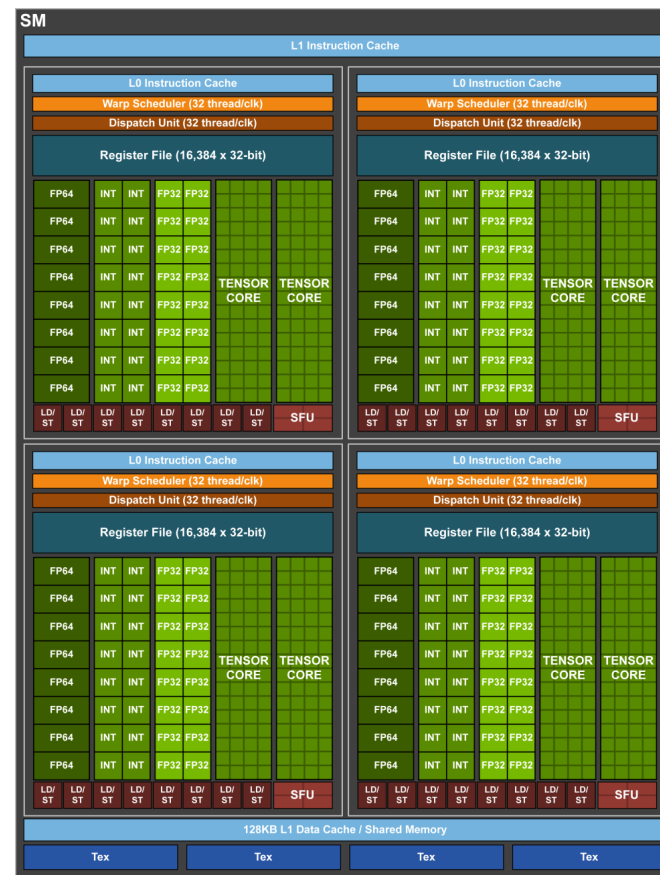 SM
L1 Instruction Cache
L0 Instruction Cache
Warp Scheduler (32 thread/clk)
Dispatch Unit (32 thread/clk)
Register File (16,384 x 32-bit)
FP64 INT INT FP32 FP32
FP64 INT INT FP32 FP32
FP64 INT INT FP32 FP32
FP64 INT INT FP32 FP32 TENSOR CORE TENSOR CORE
FP64 INT INT FP32 FP32
FP64 INT INT FP32 FP32
FP64 INT INT FP32 FP32
FP64 INT INT FP32 FP32
LD/ST LD/ST LD/ST LD/ST LD/ST LD/ST LD/ST LD/ST SFU
L0 Instruction Cache
Warp Scheduler (32 thread/clk)
Dispatch Unit (32 thread/clk)
Register File (16,384 x 32-bit)
FP64 INT INT FP32 FP32
FP64 INT INT FP32 FP32
FP64 INT INT FP32 FP32
FP64 INT INT FP32 FP32 TENSOR CORE TENSOR CORE
FP64 INT INT FP32 FP32
FP64 INT INT FP32 FP32
FP64 INT INT FP32 FP32
FP64 INT INT FP32 FP32
LD/ST LD/ST LD/ST LD/ST LD/ST LD/ST LD/ST LD/ST SFU
L0 Instruction Cache
Warp Scheduler (32 thread/clk)
Dispatch Unit (32 thread/clk)
Register File (16,384 x 32-bit)
FP64 INT INT FP32 FP32
FP64 INT INT FP32 FP32
FP64 INT INT FP32 FP32
FP64 INT INT FP32 FP32 TENSOR CORE TENSOR CORE
FP64 INT INT FP32 FP32
FP64 INT INT FP32 FP32
FP64 INT INT FP32 FP32
FP64 INT INT FP32 FP32
LD/ST LD/ST LD/ST LD/ST LD/ST LD/ST LD/ST LD/ST SFU
L0 Instruction Cache
Warp Scheduler (32 thread/clk)
Dispatch Unit (32 thread/clk)
Register File (16,384 x 32-bit)
FP64 INT INT FP32 FP32
FP64 INT INT FP32 FP32
FP64 INT INT FP32 FP32
FP64 INT INT FP32 FP32 TENSOR CORE TENSOR CORE
FP64 INT INT FP32 FP32
FP64 INT INT FP32 FP32
FP64 INT INT FP32 FP32
FP64 INT INT FP32 FP32
LD/ST LD/ST LD/ST LD/ST LD/ST LD/ST LD/ST LD/ST SFU
128KB L1 Data Cache / Shared Memory
Tex Tex Tex Tex